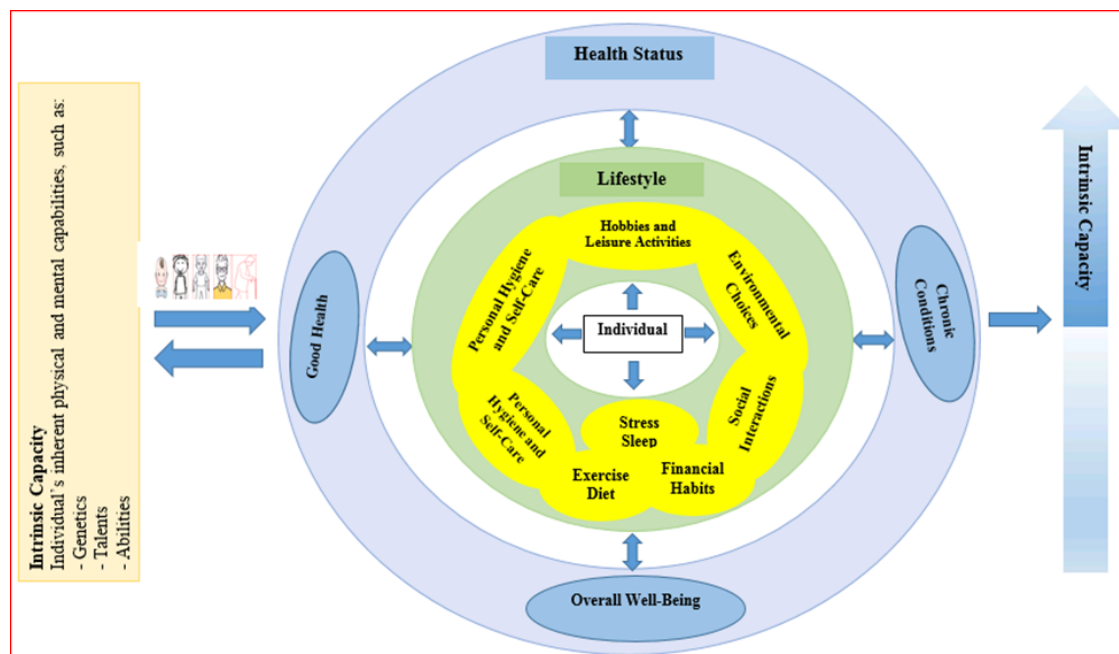 Intrinsic Capacity
Individual's inherent physical and mental capabilities, such as:
- Genetics
- Talents
- Abilities
Health Status
Lifestyle
Hobbies and
Leisure Activities
Personal Hygiene
and Self-Care
Environmental
Choices
Individual
Good Health
Chronic
Conditions
Personal
Hygiene and
Self-Care
Stress
Sleep
Social
Interactions
Exercise
Diet
Financial
Habits
Overall Well-Being
Intrinsic Capacity